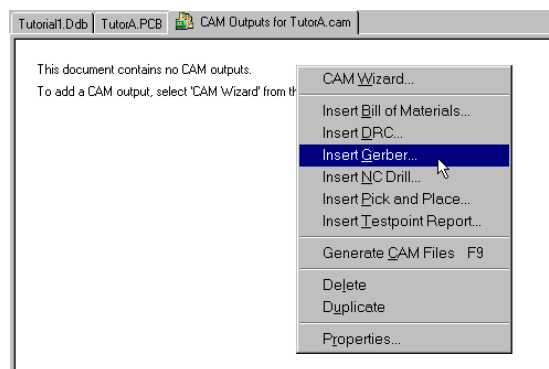 Tutorial1.Ddb TutorA.PCB CAM Outputs for TutorA.cam
This document contains no CAM outputs.
To add a CAM output, select 'CAM Wizard' from
CAM Wizard...
Insert Bill of Materials...
Insert DRC...
Insert Gerber...
Insert NC Drill...
Insert Pick and Place...
Insert Testpoint Report...
Generate CAM Files F9
Delete
Duplicate
Properties...